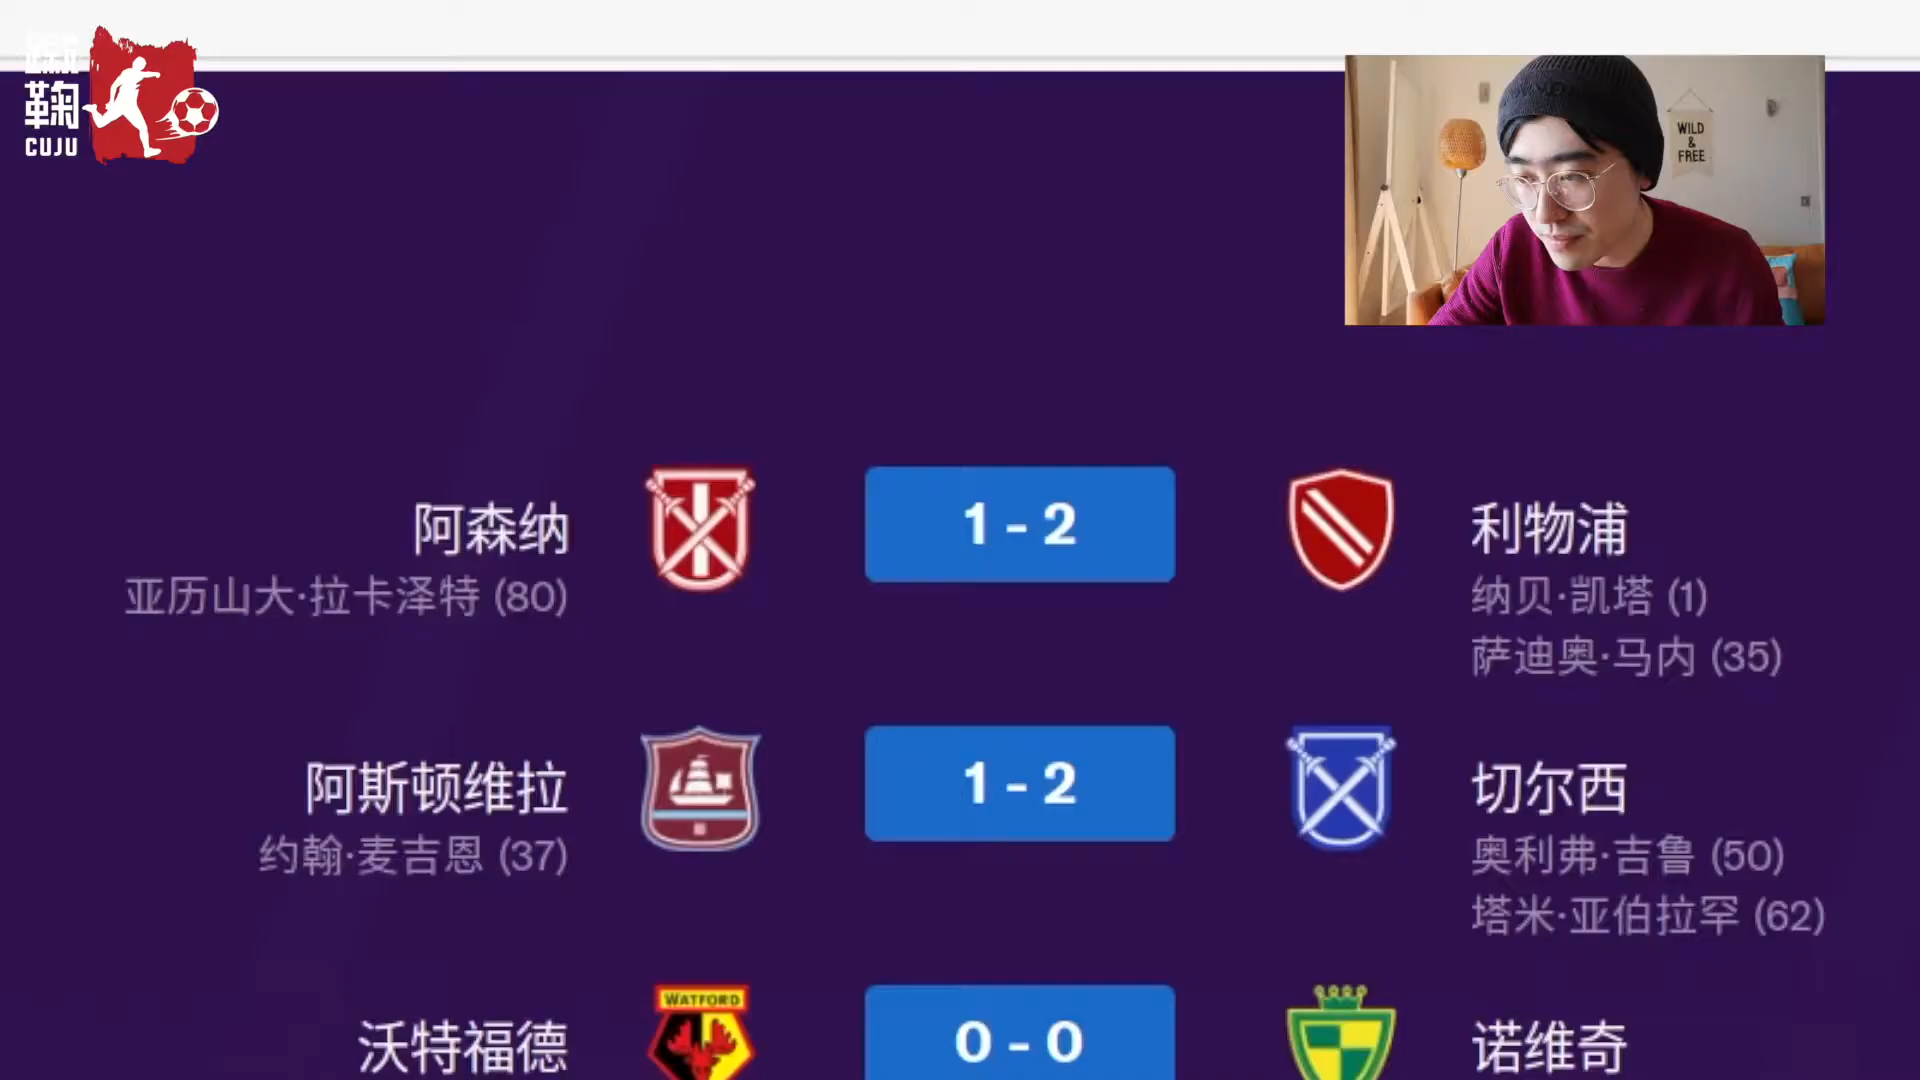 鞠
CUJU
WILD
&
FREE
阿森纳
1 - 2
利物浦
亚历山大·拉卡泽特 (80)
纳贝·凯塔 (1)
萨迪奥·马内 (35)
阿斯顿维拉
1 - 2
切尔西
约翰·麦吉恩 (37)
奥利弗·吉鲁 (50)
塔米·亚伯拉罕 (62)
WATFORD
沃特福德
0 - 0
诺维奇